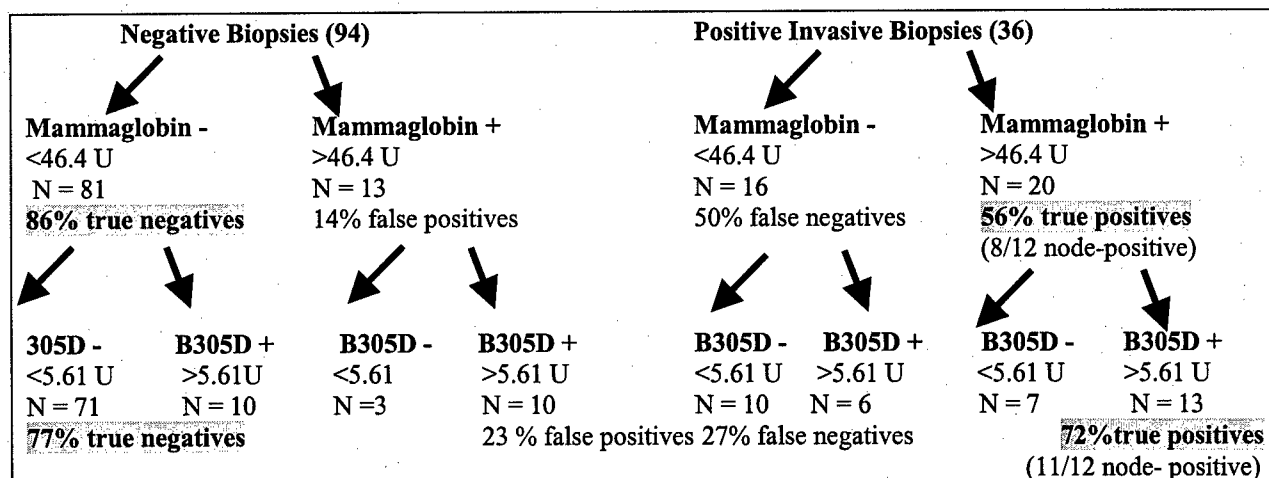 Negative Biopsies (94) Positive Invasive Biopsies (36)
Mammaglobin - Mammaglobin + Mammaglobin - Mammaglobin +
<46.4 U >46.4 U <46.4 U >46.4 U
N = 81 N = 13 N = 16 N = 20
86% true negatives 14% false positives 50% false negatives 56% true positives
(8/12 node-positive)
305D - B305D + B305D - B305D + B305D - B305D + B305D - B305D +
<5.61 U >5.61U <5.61 >5.61 U <5.61 U >5.61 U <5.61 U >5.61 U
N = 71 N = 10 N =3 N = 10 N = 10 N = 6 N = 7 N = 13
77% true negatives 23 % false positives 27% false negatives 72%true positives
(11/12 node- positive)